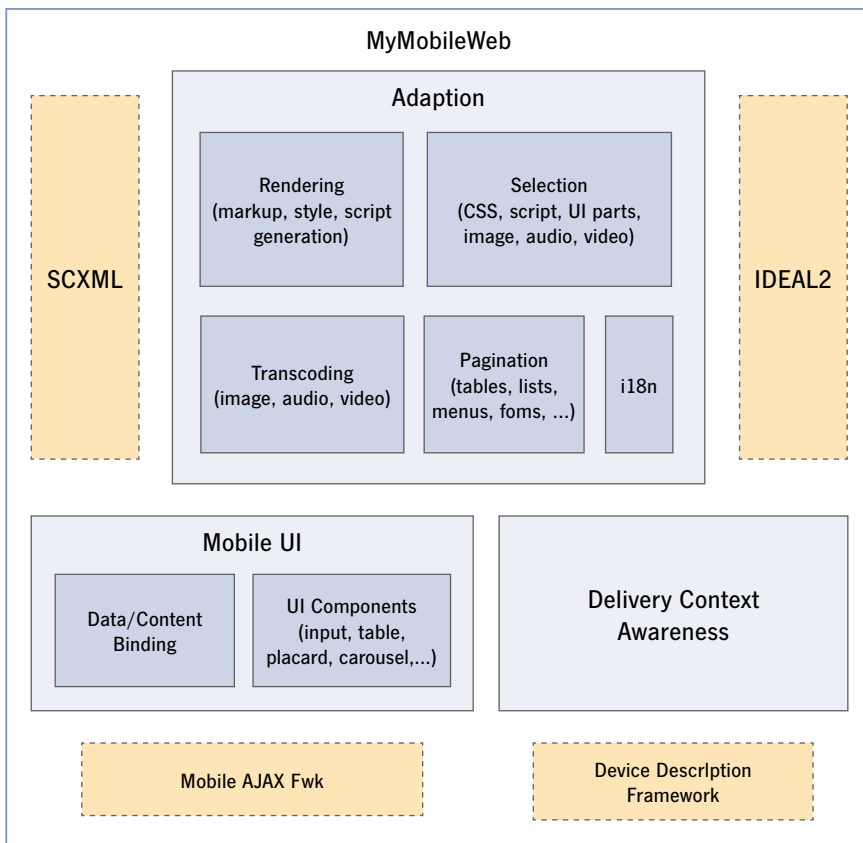 MyMobileWeb
Adaption
Rendering
(markup, style, script
generation)
Selection
(CSS, script, UI parts,
image, audio, video)
SCXML
IDEAL2
Transcoding
(image, audio, video)
Pagination
(tables, lists,
menus, foms, ...)
i18n
Mobile UI
Data/Content
Binding
UI Components
(input, table,
placard, carousel,...)
Delivery Context
Awareness
Mobile AJAX Fwk
Device DescrIption
Framework